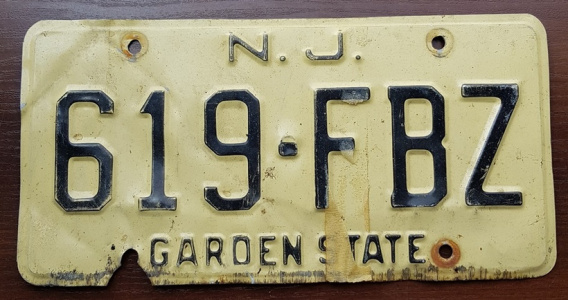 N.J.
619-FBZ
GARDEN STATE